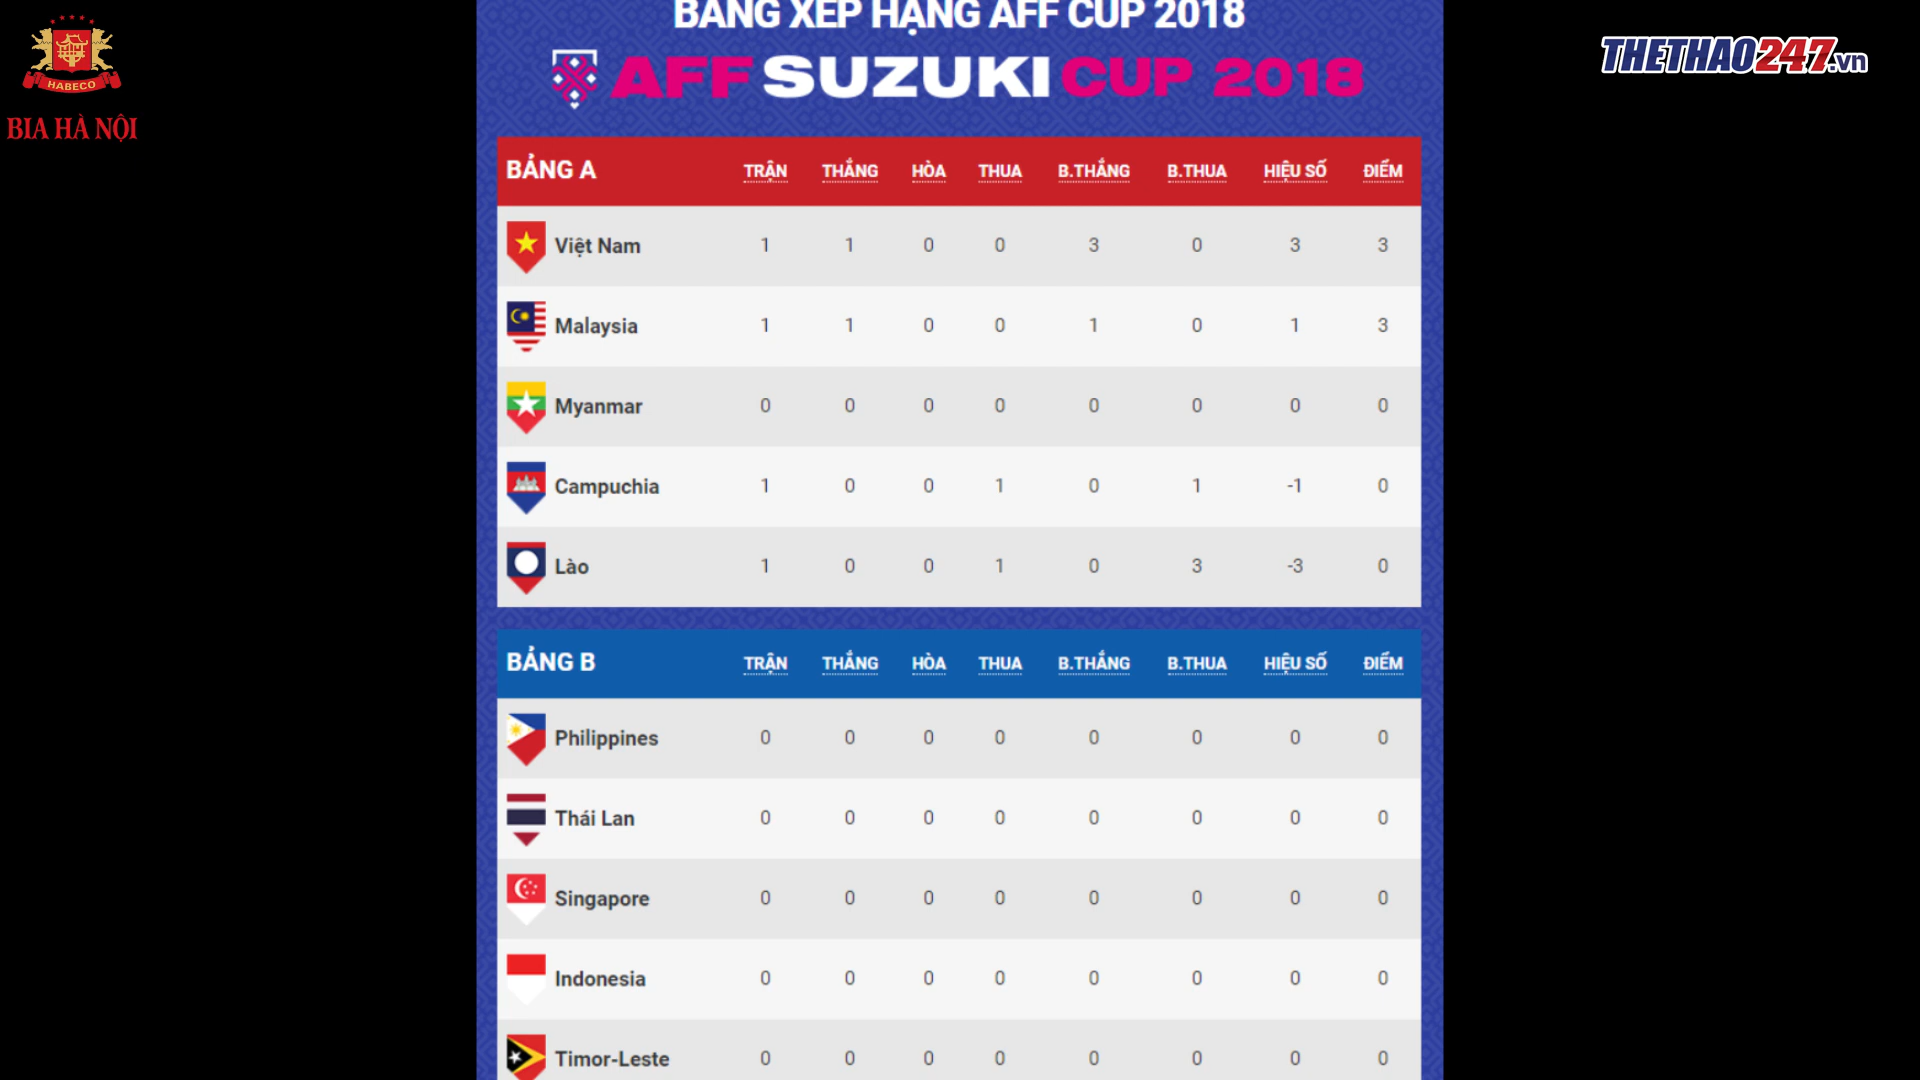 BẢNG XẾP HẠNG AFF CUP 2018
AFF SUZUKI CUP 2018
HABECO
BIA HÀ NỘI
THETHAO247.vn
BẢNG A TRẬN THẮNG HÒA THUA B.THẮNG B.THUA HIỆU SỐ ĐIỂM
Việt Nam 1 1 0 0 3 0 3 3
Malaysia 1 1 0 0 1 0 1 3
Myanmar 0 0 0 0 0 0 0 0
Campuchia 1 0 0 1 0 1 -1 0
Lào 1 0 0 1 0 3 -3 0
BẢNG B TRẬN THẮNG HÒA THUA B.THẮNG B.THUA HIỆU SỐ ĐIỂM
Philippines 0 0 0 0 0 0 0 0
Thái Lan 0 0 0 0 0 0 0 0
Singapore 0 0 0 0 0 0 0 0
Indonesia 0 0 0 0 0 0 0 0
Timor-Leste 0 0 0 0 0 0 0 0